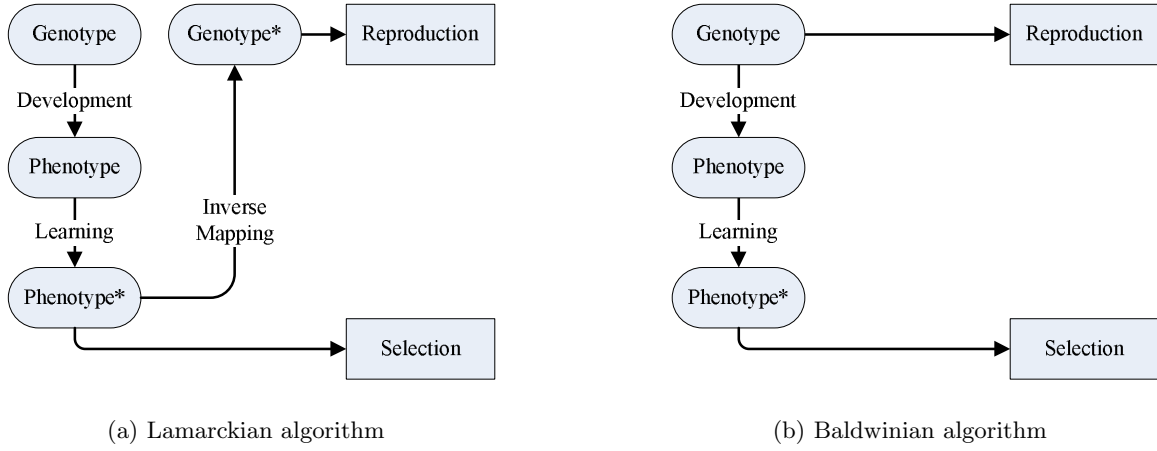 Genotype
Genotype*
Reproduction
Development
Phenotype
Learning
Inverse
Mapping
Phenotype*
Selection
(a) Lamarckian algorithm
Genotype
Reproduction
Development
Phenotype
Learning
Phenotype*
Selection
(b) Baldwinian algorithm